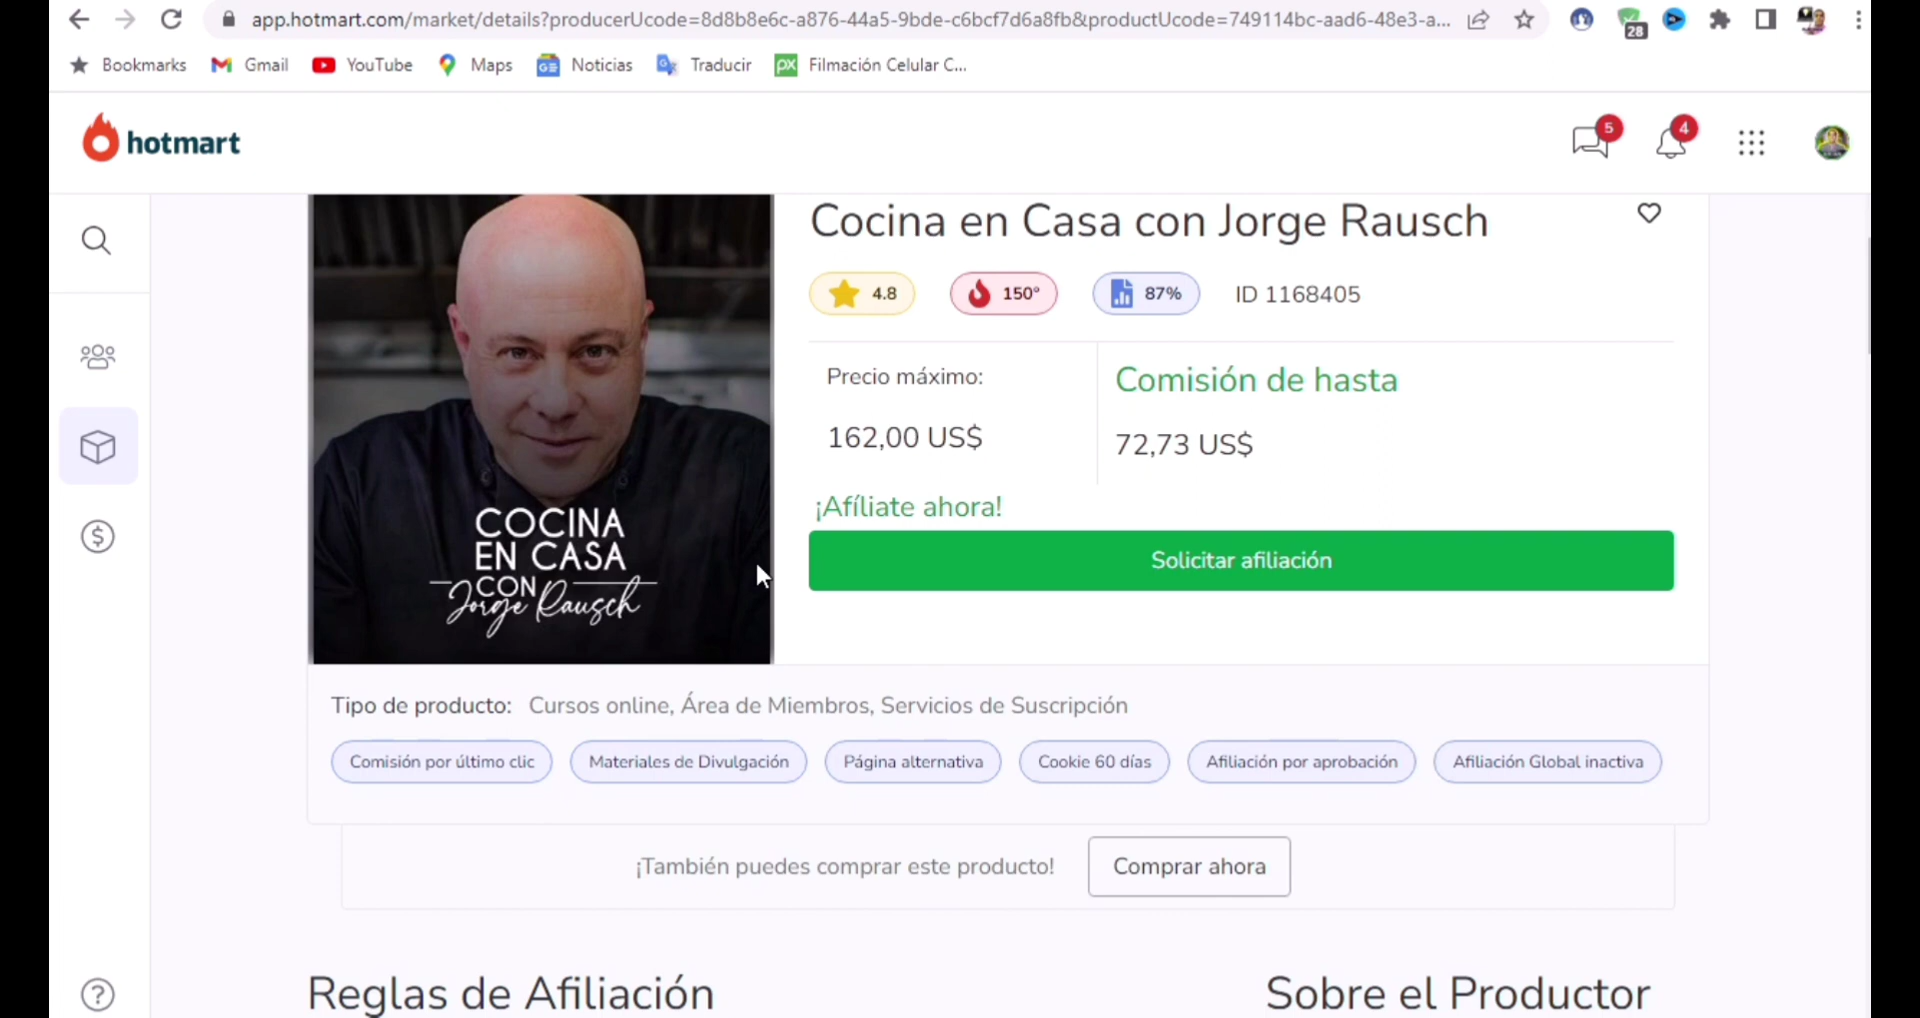 app.hotmart.com/market/details?producerUcode=8d8b8e6c-a876-44a5-9bde-c6bcf7d6a8fb&productUcode=749114bc-aad6-48e3-a...
28
Bookmarks Gmail YouTube Maps Noticias Traducir Filmación Celular C...
hotmart
5
4
Cocina en Casa con Jorge Rausch
4.8 150° 87% ID 1168405
Precio máximo:
162,00 US$
Comisión de hasta
72,73 US$
¡Afíliate ahora!
Solicitar afiliación
COCINA
EN CASA
CON
Jorge Rausch
Tipo de producto: Cursos online, Área de Miembros, Servicios de Suscripción
Comisión por último clic Materiales de Divulgación Página alternativa Cookie 60 días Afiliación por aprobación Afiliación Global inactiva
¡También puedes comprar este producto! Comprar ahora
Reglas de Afiliación
Sobre el Productor